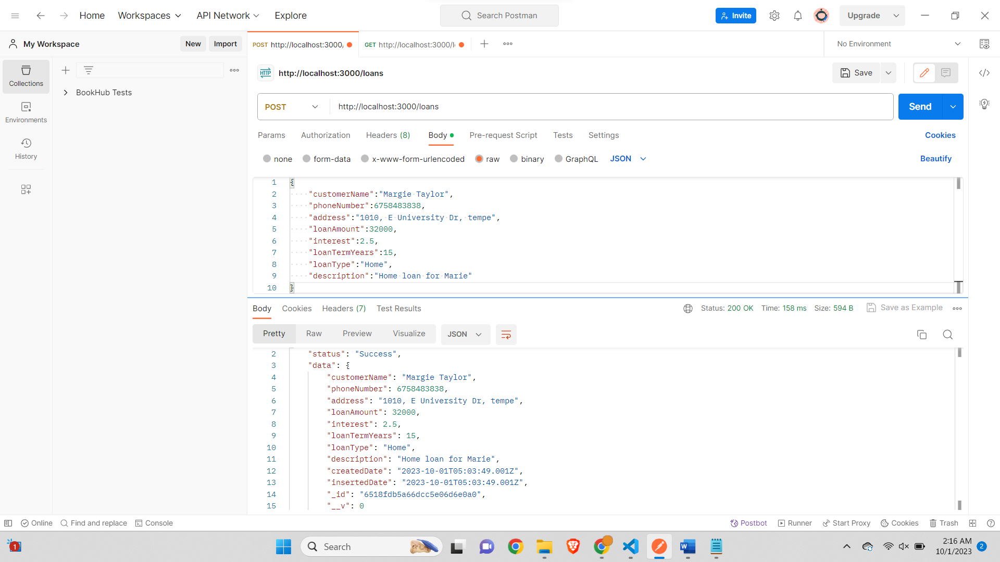 Home Workspaces API Network Explore Search Postman Invite Upgrade
My Workspace New Import POST http://localhost:3000/ GET http://localhost:3000/l No Environment
Collections
Environments
History
BookHub Tests
HTTP http://localhost:3000/loans Save
POST http://localhost:3000/loans Send
Params Authorization Headers (8) Body Pre-request Script Tests Settings Cookies
none form-data x-www-form-urlencoded raw binary GraphQL JSON Beautify
1 {
2 "customerName":"Margie Taylor",
3 "phoneNumber":6758483838,
4 "address":"1010, E University Dr, tempe",
5 "loanAmount":32000,
6 "interest":2.5,
7 "loanTermYears":15,
8 "loanType":"Home",
9 "description":"Home loan for Marie"
10 }
Body Cookies Headers (7) Test Results Status: 200 OK Time: 158 ms Size: 594 B Save as Example
Pretty Raw Preview Visualize JSON
2 "status": "Success",
3 "data": {
4 "customerName": "Margie Taylor",
5 "phoneNumber": 6758483838,
6 "address": "1010, E University Dr, tempe",
7 "loanAmount": 32000,
8 "interest": 2.5,
9 "loanTermYears": 15,
10 "loanType": "Home",
11 "description": "Home loan for Marie",
12 "createdDate": "2023-10-01T05:03:49.001Z",
13 "insertedDate": "2023-10-01T05:03:49.001Z",
14 "_id": "6518fdb5a66dcc5e06d6e0a0",
15 "__v": 0
Online Find and replace Console Postbot Runner Start Proxy Cookies Trash
1 Search W 2:16 AM
10/1/2023 2